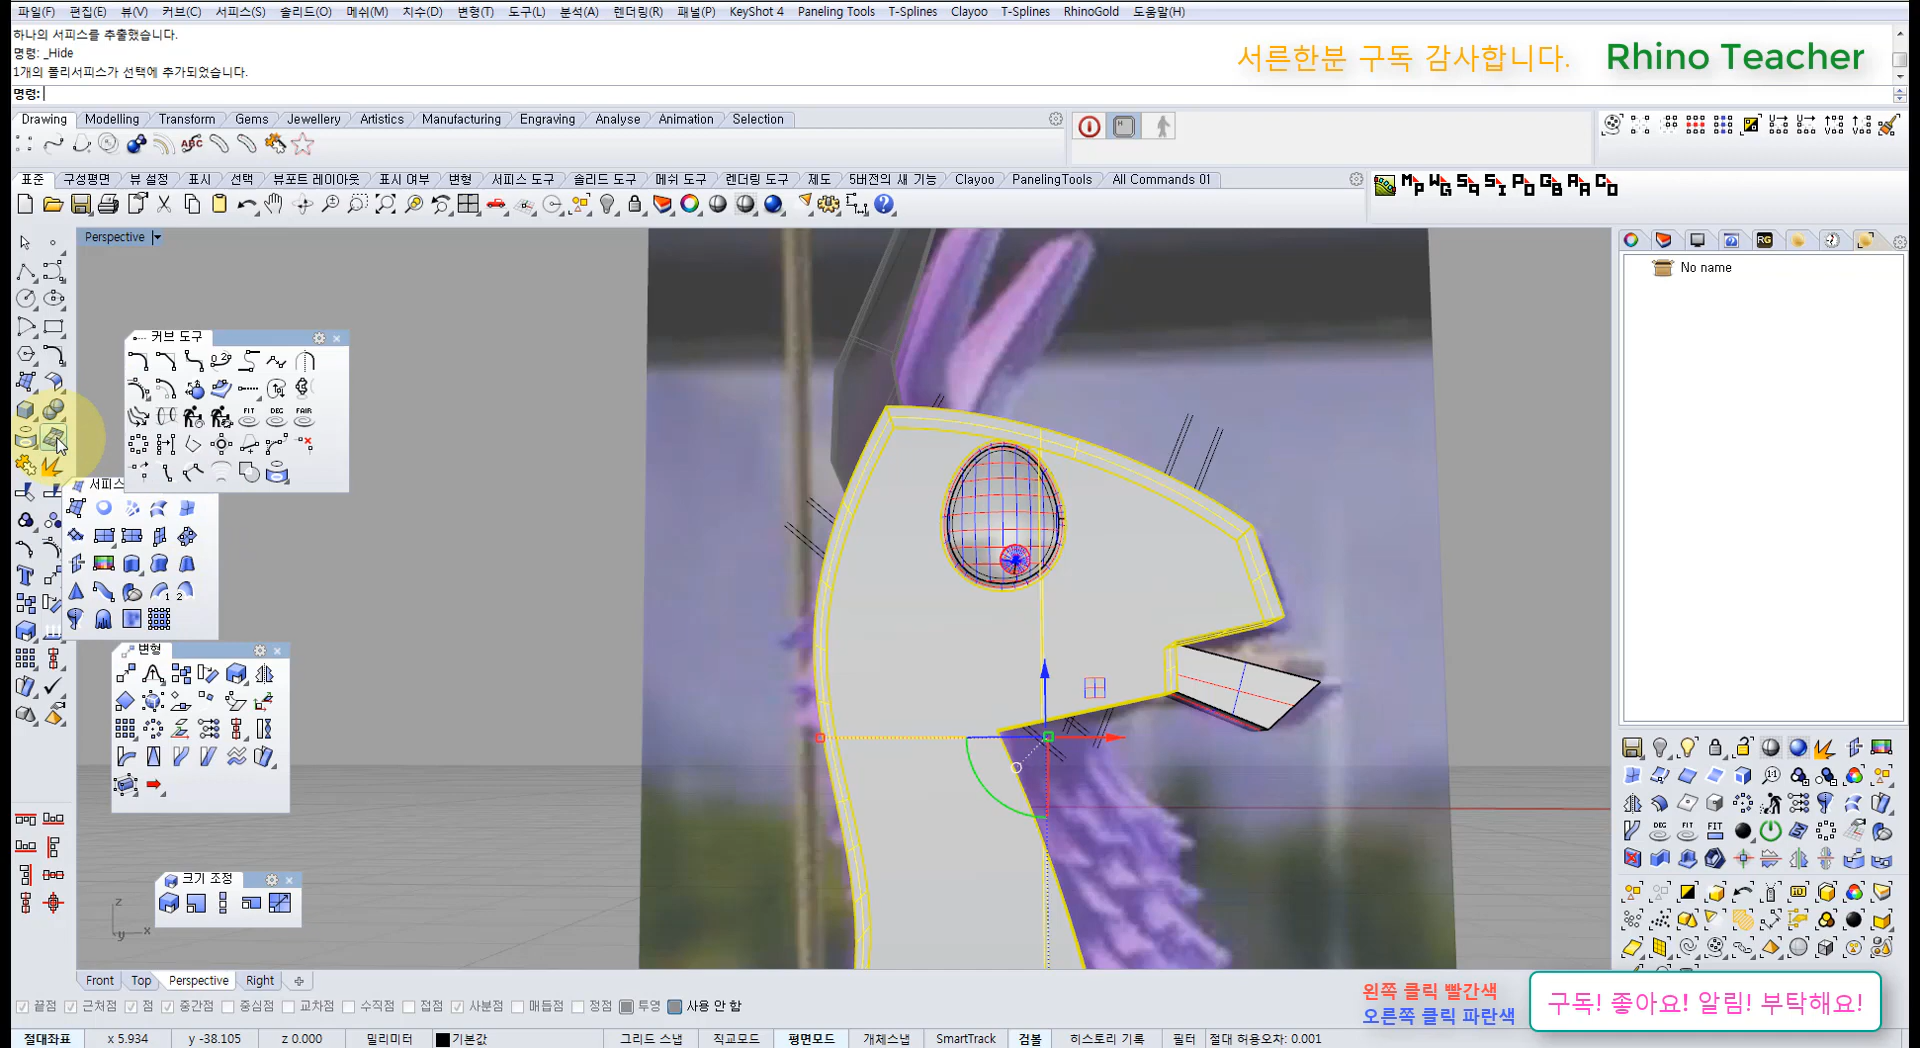 파일(F) 편집(E) 뷰(V) 커브(C) 서피스(S) 솔리드(O) 메쉬(M) 치수(D) 변형(T) 도구(L) 분석(A) 렌더링(R) 패널(P) KeyShot 4 Paneling Tools T-Splines Clayoo T-Splines RhinoGold 도움말(H)
하나의 서피스를 추출했습니다.
명령: _Hide
1개의 폴리서피스가 선택에 추가되었습니다.
명령:
서른한분 구독 감사합니다. Rhino Teacher
Drawing Modelling Transform Gems Jewellery Artistics Manufacturing Engraving Analyse Animation Selection
ABC
표준 구성평면 뷰 설정 표시 선택 뷰포트 레이아웃 표시 여부 변형 서피스 도구 솔리드 도구 메쉬 도구 렌더링 도구 제도 5버전의 새 기능 Clayoo PanelingTools All Commands 01
Perspective
RG
No name
커브 도구
FIT DEG FAIR
서피스
변형
크기 조정
DEG FIT FIT
z
y x
Front Top Perspective Right
끝점 근처점 점 중간점 중심점 교차점 수직점 접점 사분점 매듭점 정점 투영 사용 안 함
왼쪽 클릭 빨간색
오른쪽 클릭 파란색
구독! 좋아요! 알림! 부탁해요!
절대좌표 x 5.934 y -38.105 z 0.000 밀리미터 기본값 그리드 스냅 직교모드 평면모드 개체스냅 SmartTrack 검볼 히스토리 기록 필터 절대 허용오차: 0.001